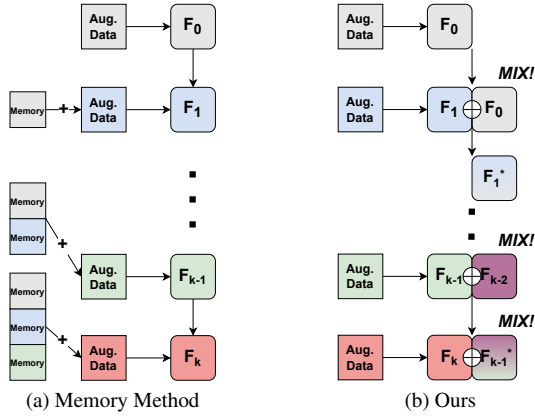 Aug. Data
F0
Memory
+
Aug. Data
F1
Memory
Memory
+
Aug. Data
Fk-1
Memory
Memory
Memory
+
Aug. Data
Fk
(a) Memory Method
Aug. Data
F0
MIX!
Aug. Data
F1
F0
F1*
MIX!
Aug. Data
Fk-1
Fk-2
MIX!
Aug. Data
Fk
Fk-1*
(b) Ours